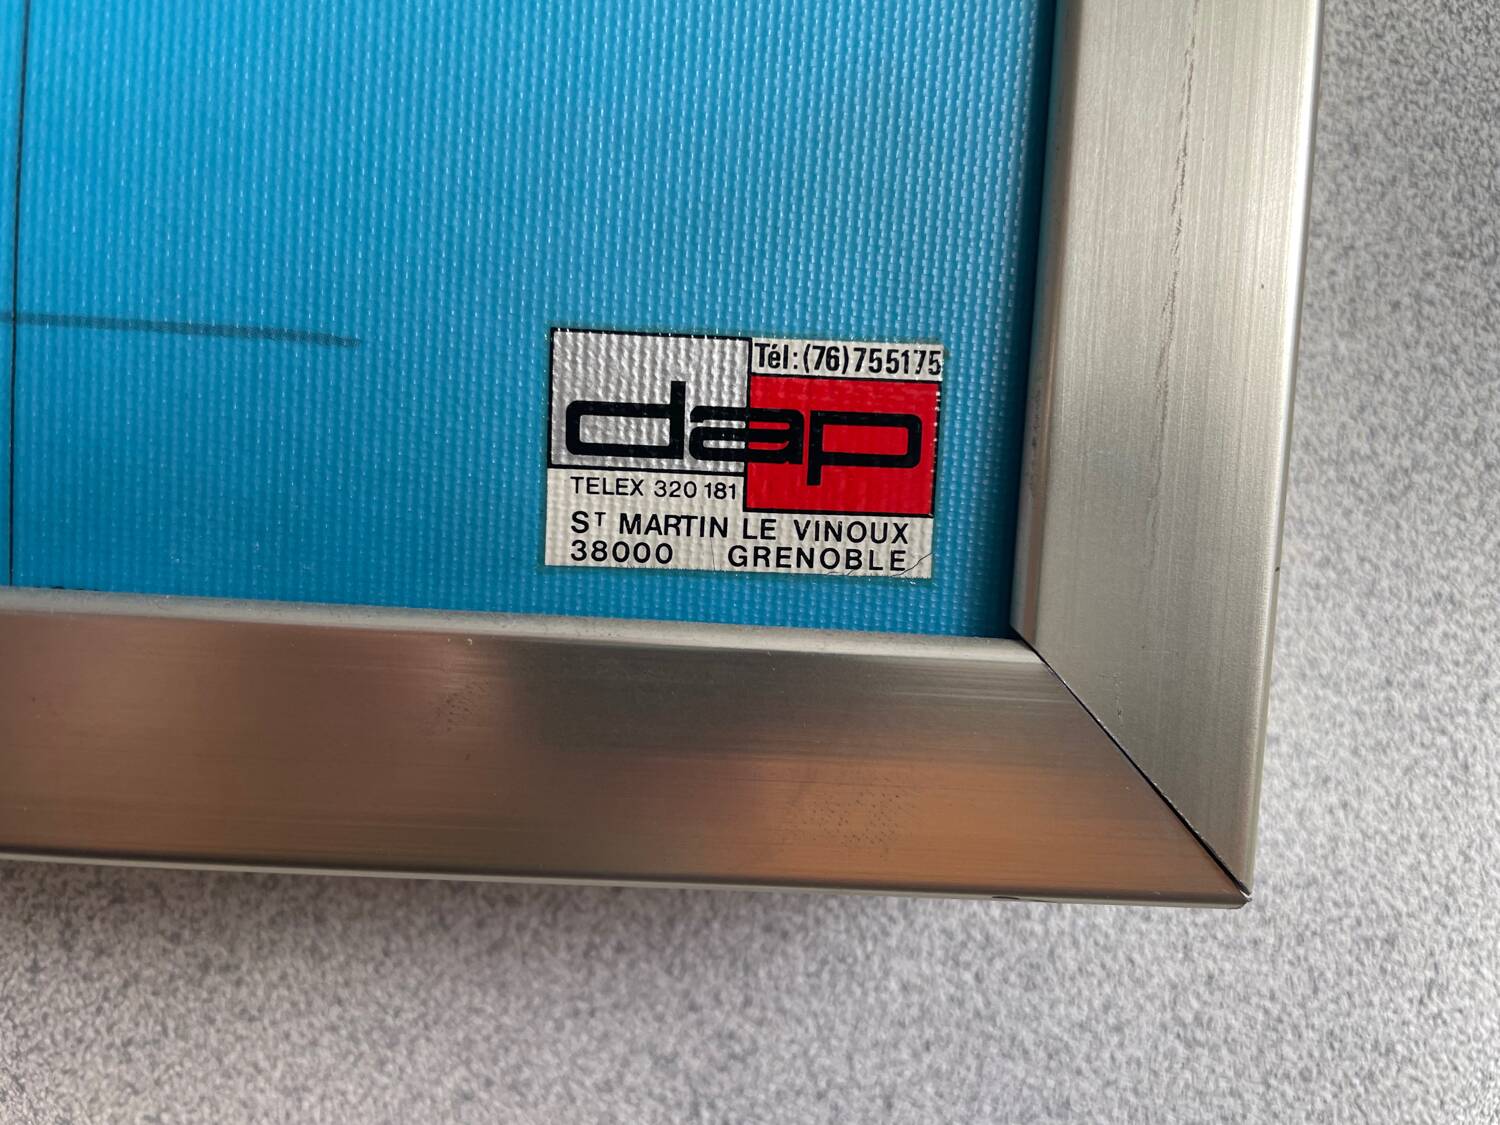 Tél:(76)755175
dap
TELEX 320 181
ST MARTIN LE VINOUX
38000 GRENOBLE